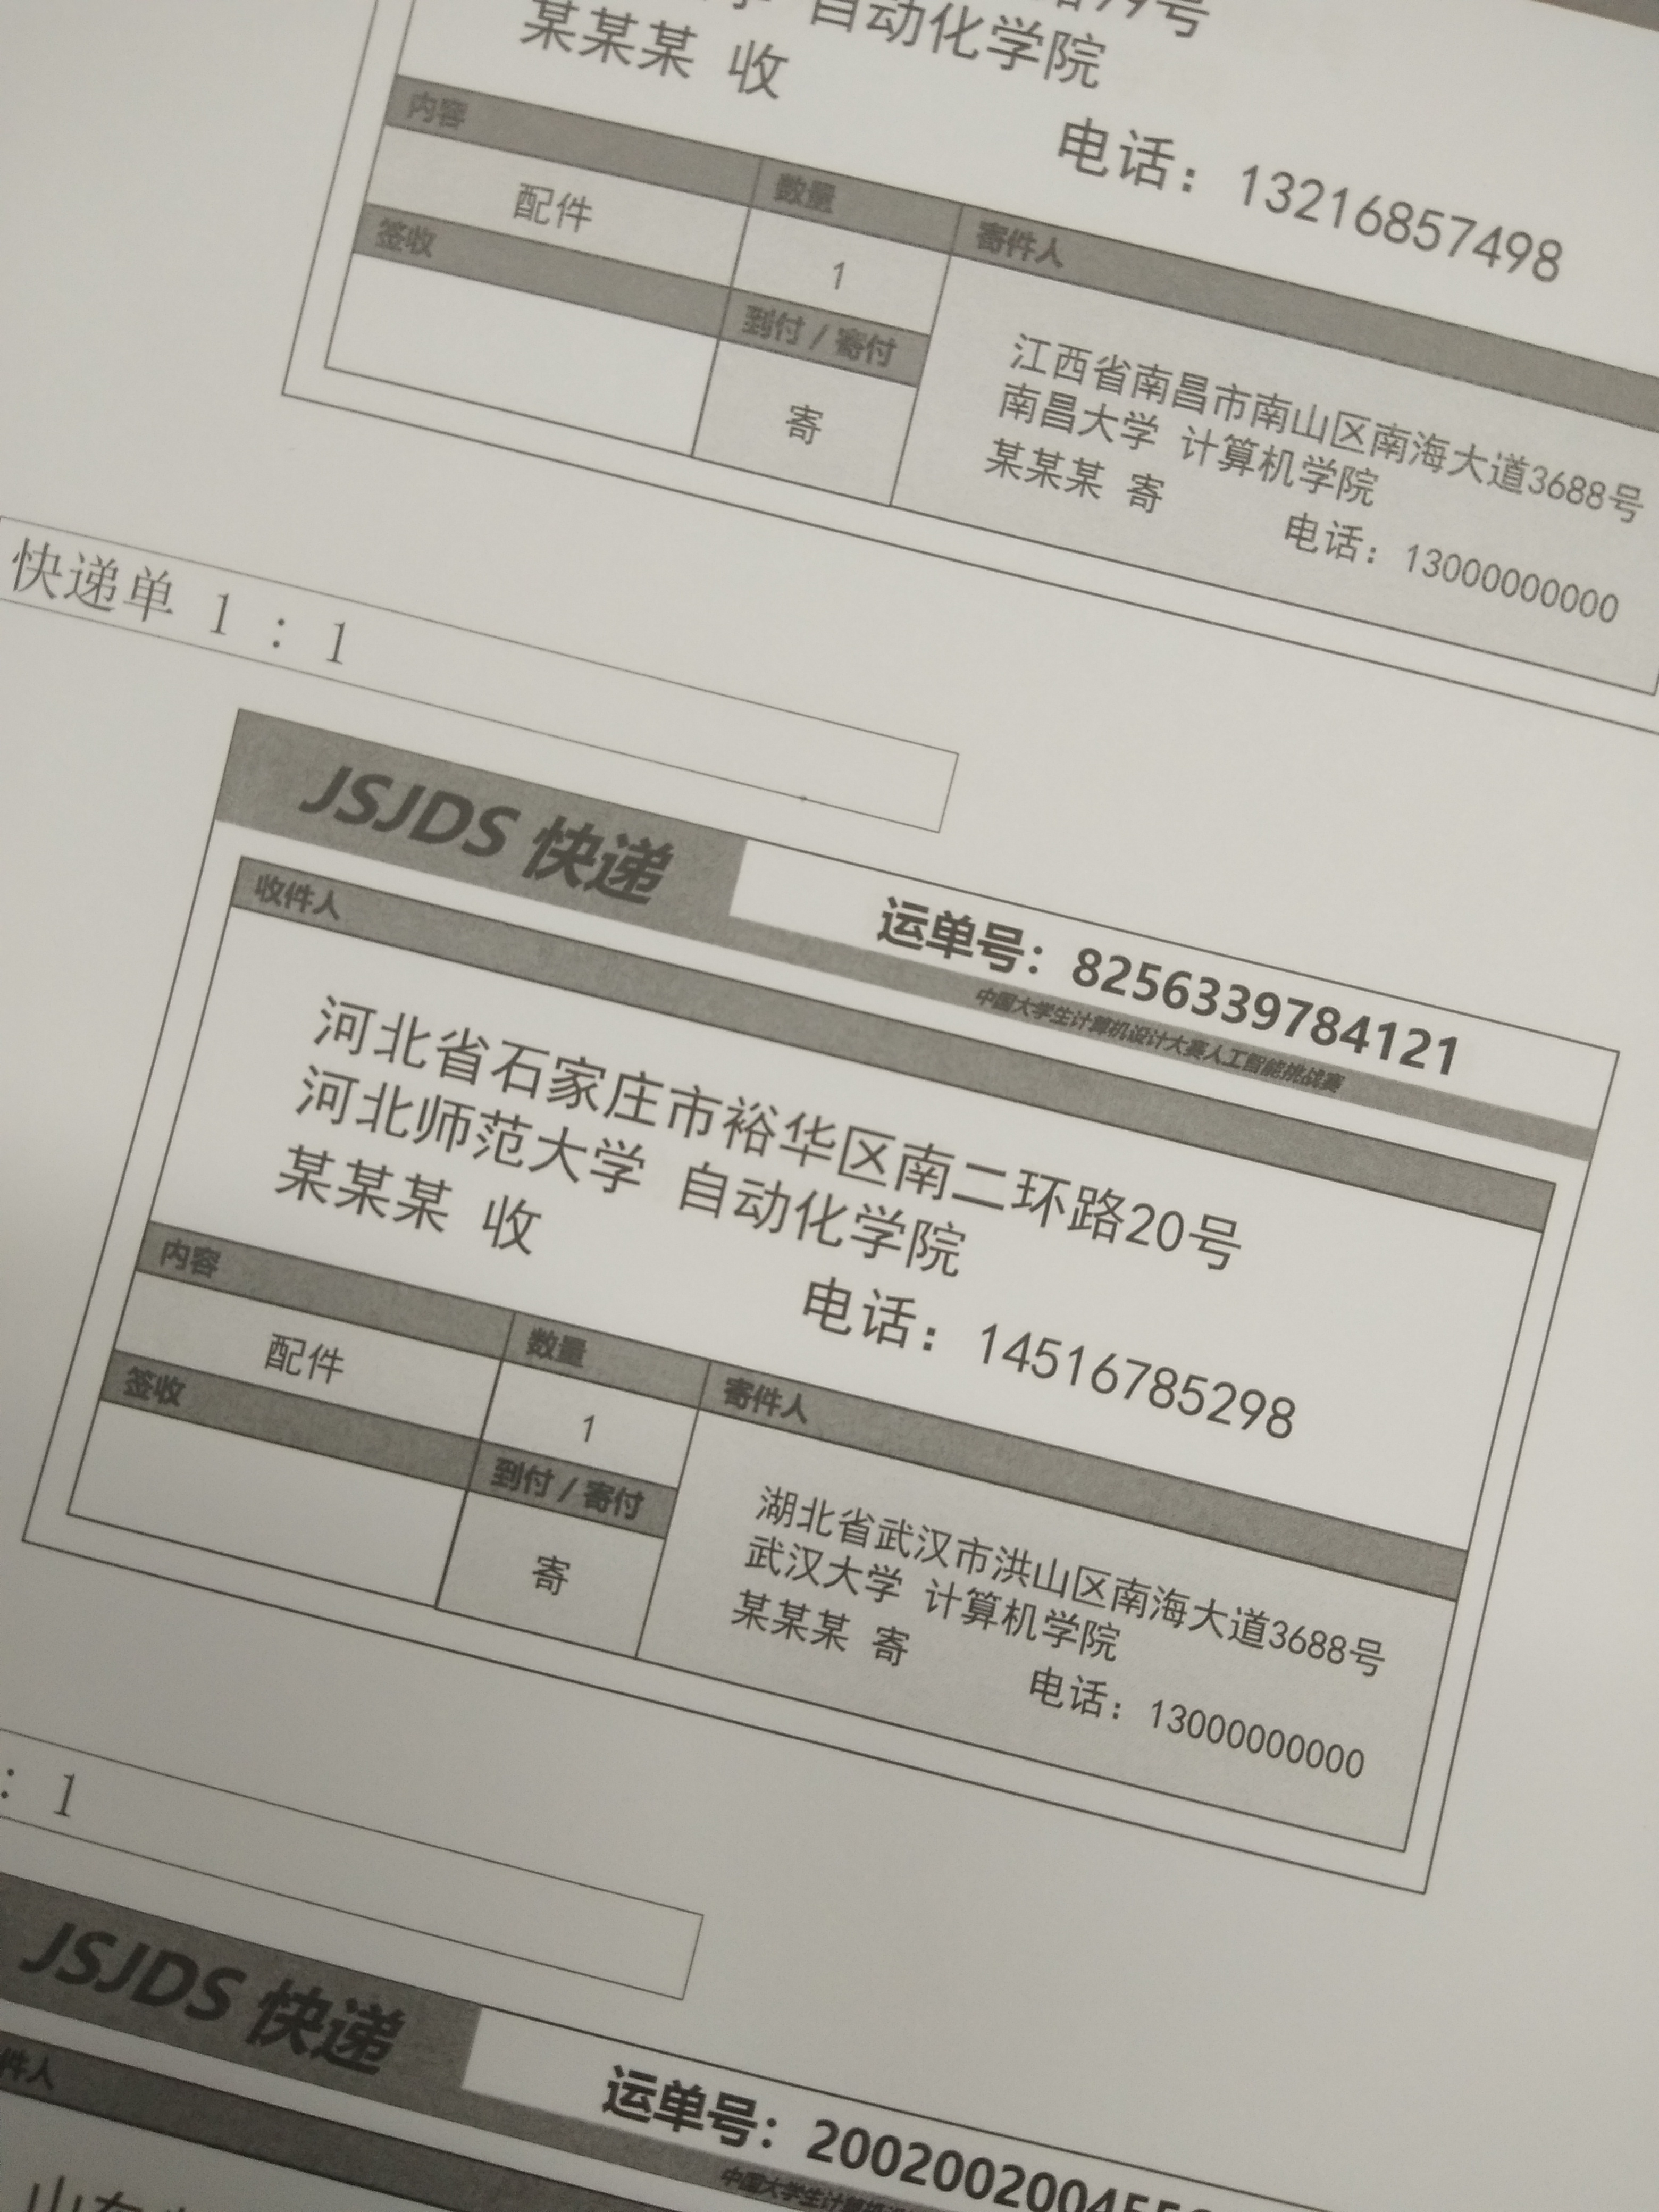 自动化学院
某某某 收
电话：13216857498
内容
数量
寄件人
配件
1
签收
到付 / 寄付
寄
江西省南昌市南山区南海大道3688号
南昌大学 计算机学院
某某某 寄
电话：13000000000
快递单 1 : 1
JSJDS 快递
运单号：8256339784121
中国大学生计算机设计大赛人工智能挑战赛
收件人
河北省石家庄市裕华区南二环路20号
河北师范大学 自动化学院
某某某 收
电话：14516785298
内容
数量
寄件人
配件
1
签收
到付 / 寄付
寄
湖北省武汉市洪山区南海大道3688号
武汉大学 计算机学院
某某某 寄
电话：13000000000
: 1
JSJDS 快递
运单号：200200200455
中国大学生计算机
件人
山东